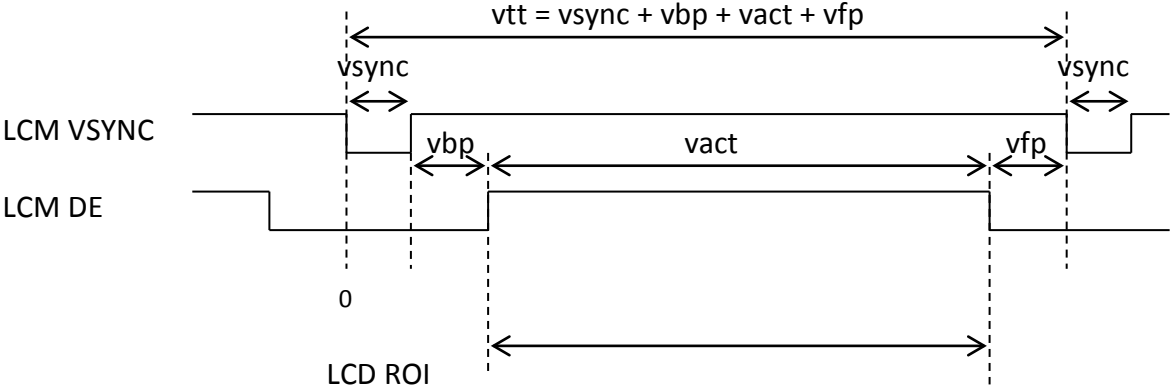 vtt = vsync + vbp + vact + vfp
vsync
vsync
LCM VSYNC
vbp
vact
vfp
LCM DE
0
LCD ROI